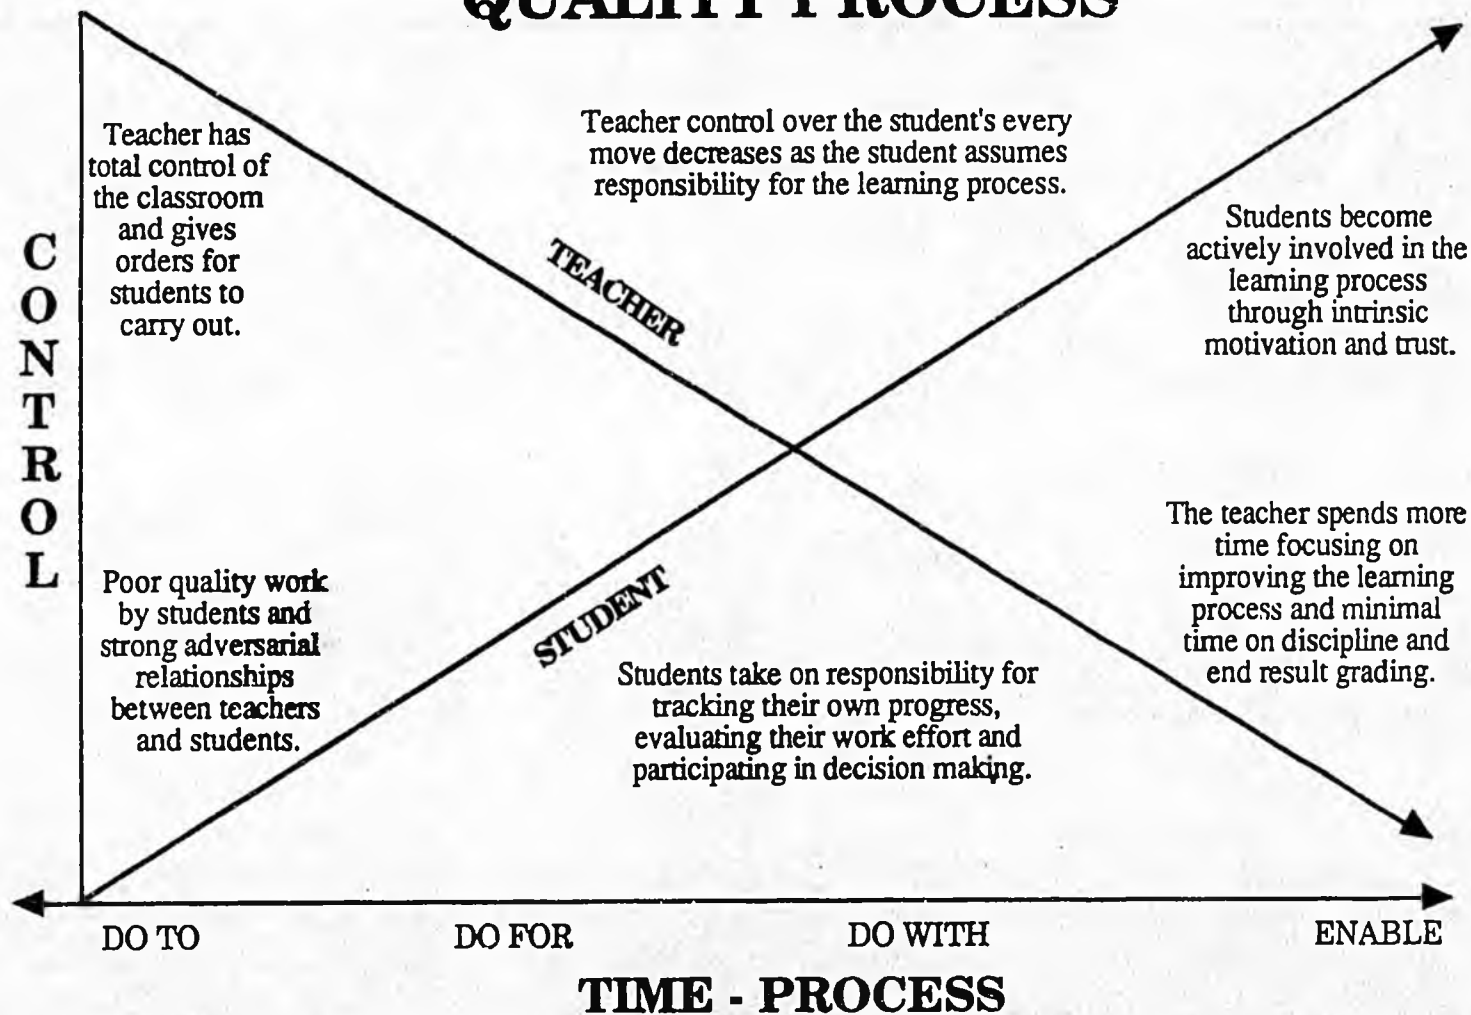 QUALITY PROCESS
Teacher has
total control of
the classroom
and gives
orders for
students to
carry out.
Teacher control over the student's every
move decreases as the student assumes
responsibility for the learning process.
Students become
actively involved in the
learning process
through intrinsic
motivation and trust.
CONTROL
TEACHER
STUDENT
Poor quality work
by students and
strong adversarial
relationships
between teachers
and students.
Students take on responsibility for
tracking their own progress,
evaluating their work effort and
participating in decision making.
The teacher spends more
time focusing on
improving the learning
process and minimal
time on discipline and
end result grading.
DO TO
DO FOR
DO WITH
ENABLE
TIME - PROCESS